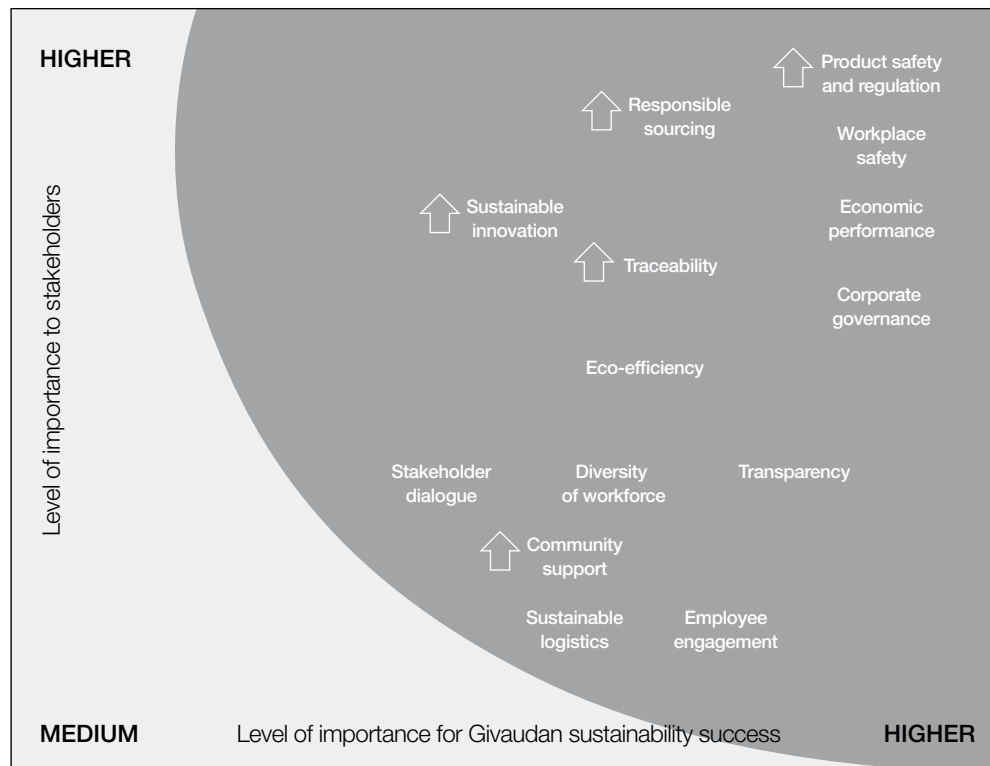 HIGHER
Product safety
and regulation
Responsible
sourcing
Workplace
safety
Sustainable
innovation
Economic
performance
Traceability
Corporate
governance
Eco-efficiency
Level of importance to stakeholders
Stakeholder
dialogue
Diversity
of workforce
Transparency
Community
support
Sustainable
logistics
Employee
engagement
MEDIUM
Level of importance for Givaudan sustainability success
HIGHER